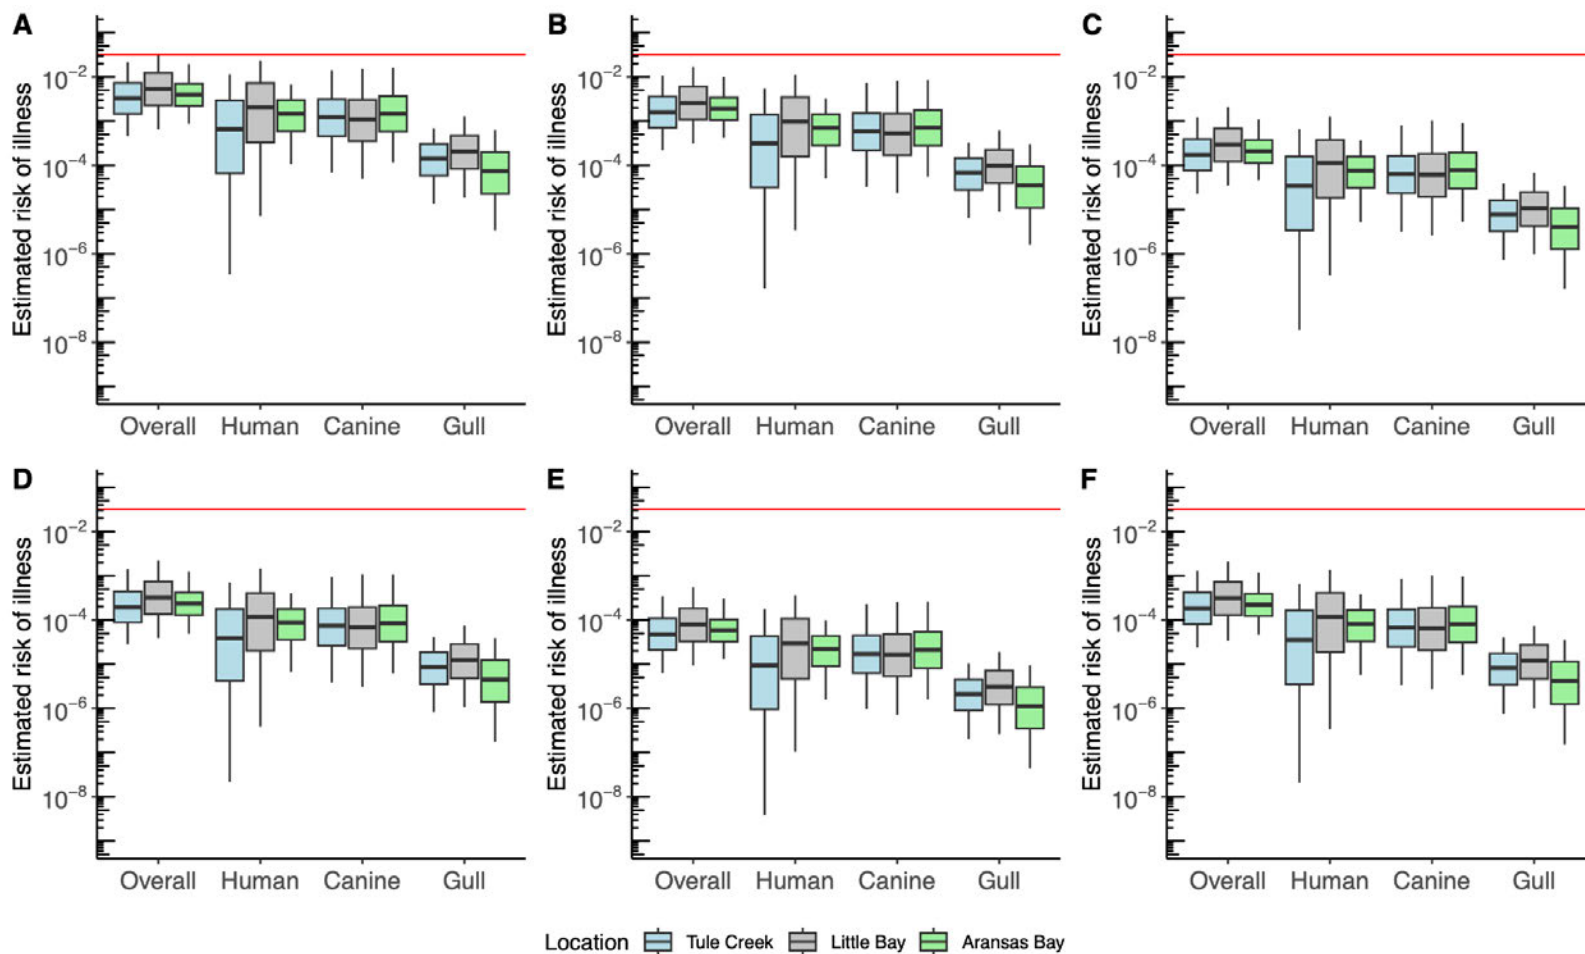 A
B
C
Estimated risk of illness
10−2
10−4
10−6
10−8
Overall Human Canine Gull
Estimated risk of illness
10−2
10−4
10−6
10−8
Overall Human Canine Gull
Estimated risk of illness
10−2
10−4
10−6
10−8
Overall Human Canine Gull
D
E
F
Estimated risk of illness
10−2
10−4
10−6
10−8
Overall Human Canine Gull
Estimated risk of illness
10−2
10−4
10−6
10−8
Overall Human Canine Gull
Estimated risk of illness
10−2
10−4
10−6
10−8
Overall Human Canine Gull
Location Tule Creek Little Bay Aransas Bay